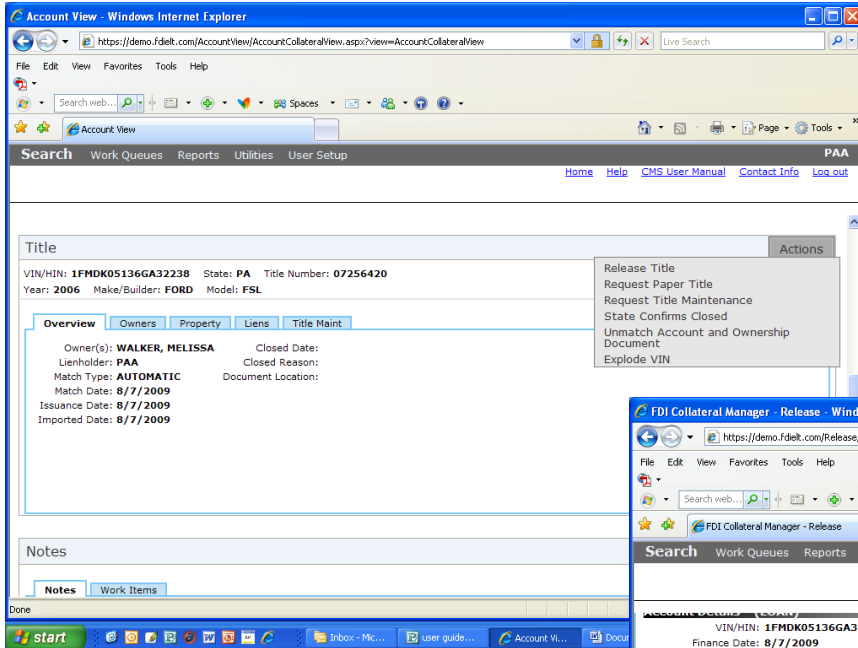 Account View - Windows Internet Explorer
https://demo.fdielt.com/AccountView/AccountCollateralView.aspx?view=AccountCollateralView
Live Search
File Edit View Favorites Tools Help
Search web...
Spaces
Account View
Page Tools »
Search Work Queues Reports Utilities User Setup PAA
Home Help CMS User Manual Contact Info Log out
Title Actions
VIN/HIN: 1FMDK05136GA32238 State: PA Title Number: 07256420
Year: 2006 Make/Builder: FORD Model: FSL
Release Title
Request Paper Title
Request Title Maintenance
State Confirms Closed
Unmatch Account and Ownership
Document
Explode VIN
Overview Owners Property Liens Title Maint
Owner(s): WALKER, MELISSA Closed Date:
Lienholder: PAA Closed Reason:
Match Type: AUTOMATIC Document Location:
Match Date: 8/7/2009
Issuance Date: 8/7/2009
Imported Date: 8/7/2009
Notes
Notes Work Items
Done
FDI Collateral Manager - Release - Wind
https://demo.fdielt.com/Release,
File Edit View Favorites Tools Help
Search web...
FDI Collateral Manager - Release
Search Work Queues Reports
VIN/HIN: 1FMDK05136GA3
Finance Date: 8/7/2009
start Inbox - Mic... user guide... Account Vi... Docur